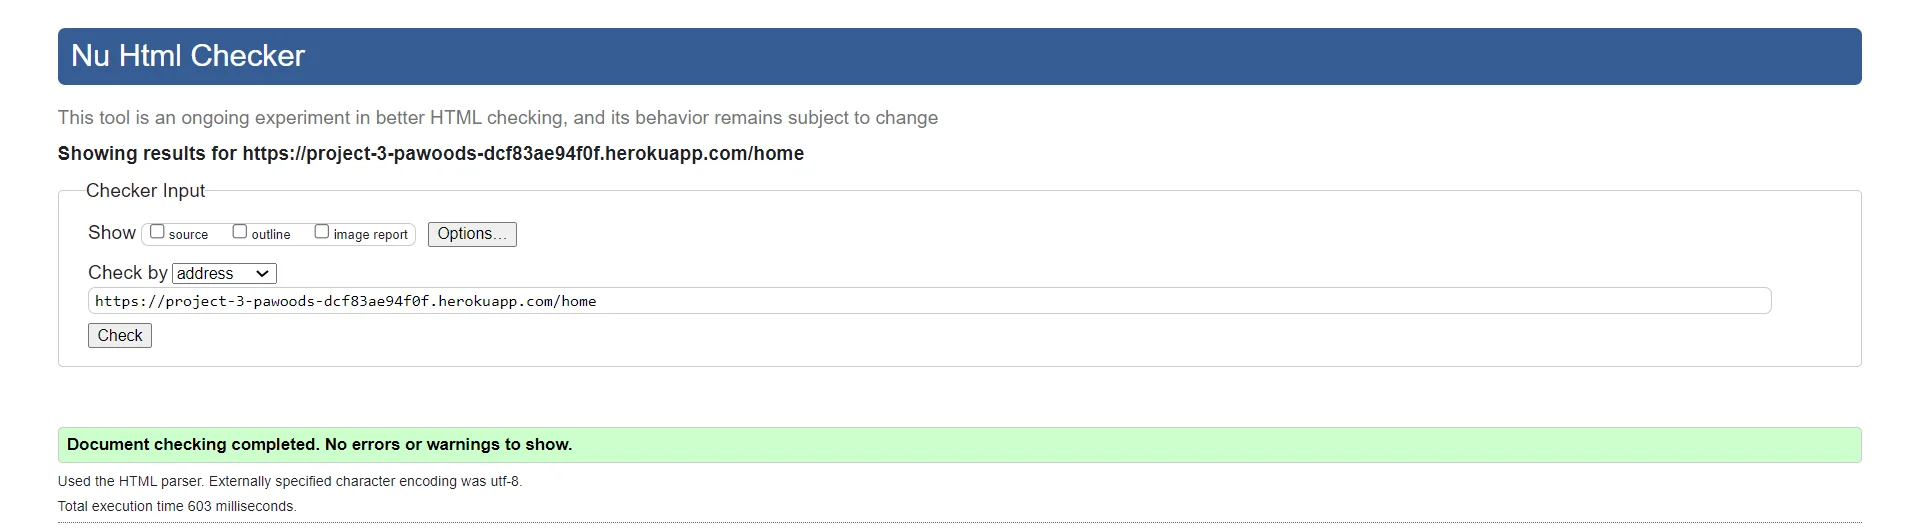 Nu Html Checker
This tool is an ongoing experiment in better HTML checking, and its behavior remains subject to change
Showing results for https://project-3-pawoods-dcf83ae94f0f.herokuapp.com/home
Checker Input
Show source outline image report Options...
Check by address
https://project-3-pawoods-dcf83ae94f0f.herokuapp.com/home
Check
Document checking completed. No errors or warnings to show.
Used the HTML parser. Externally specified character encoding was utf-8.
Total execution time 603 milliseconds.